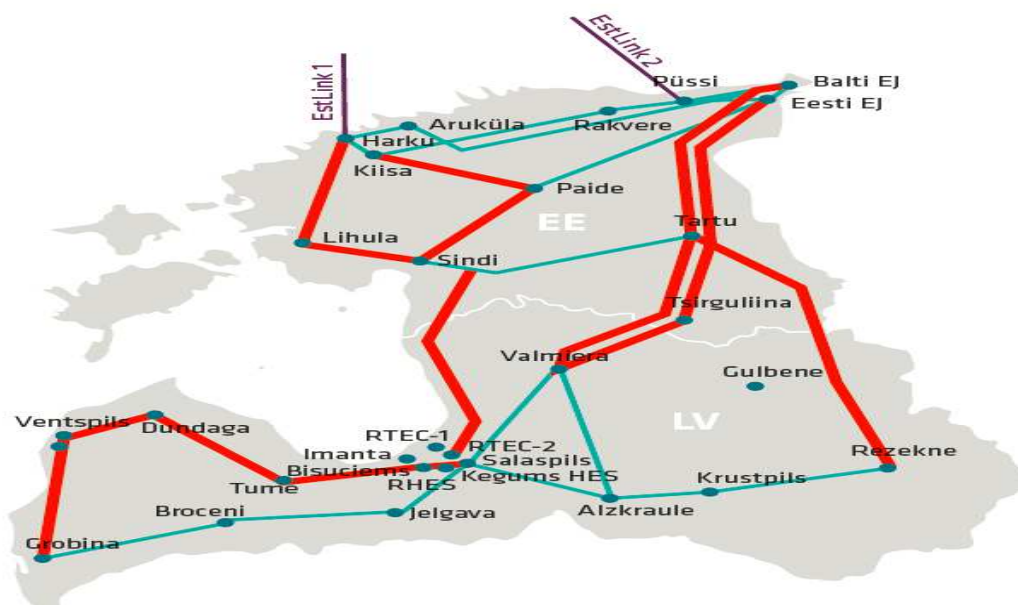 EstLink 1
EstLink 2
Püssi
Balti EJ
Eesti EJ
Aruküla
Rakvere
Harku
Kiisa
Paide
EE
Tartu
Lihula
Sindi
Tsirguliina
Valmiera
Gulbene
Ventspils
Dundaga
LV
RTEC-1
RTEC-2
Imanta
Salaspils
Rezekne
Bisuciems
Kegums HES
Krustpils
Tume
RHES
Broceni
Jelgava
Alzkraule
Grobina